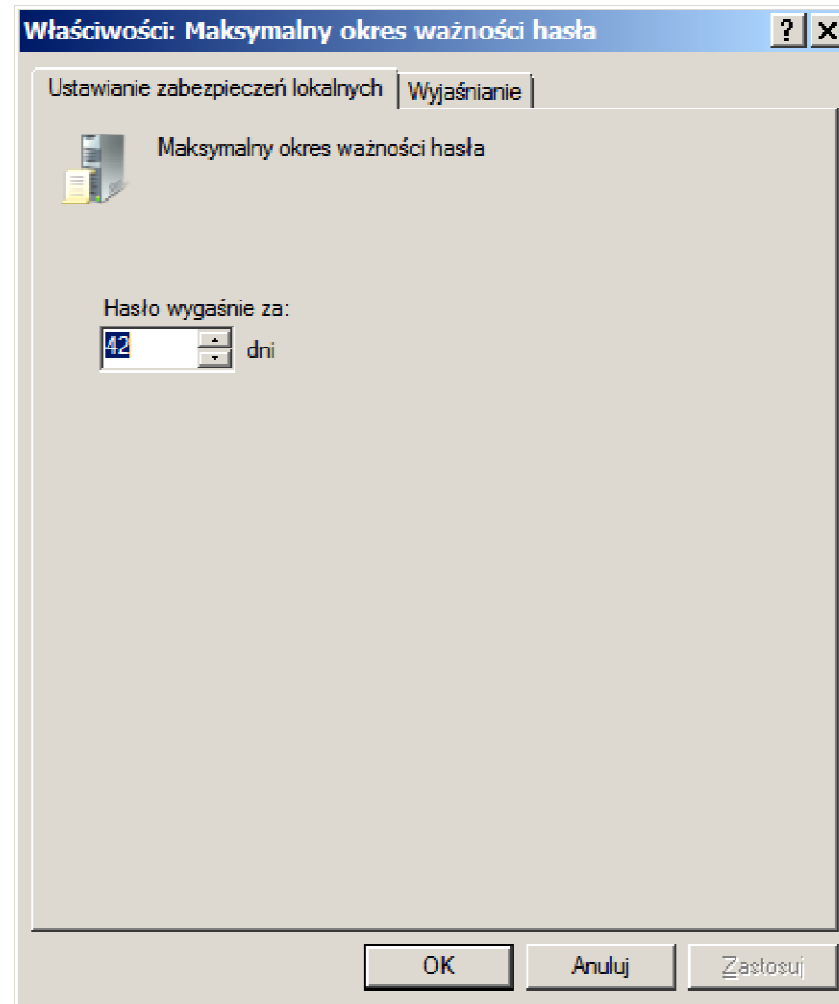 Właściwości: Maksymalny okres ważności hasła
Ustawianie zabezpieczeń lokalnych Wyjaśnianie
Maksymalny okres ważności hasła
Hasło wygaśnie za:
42 dni
OK Anuluj Zastosuj